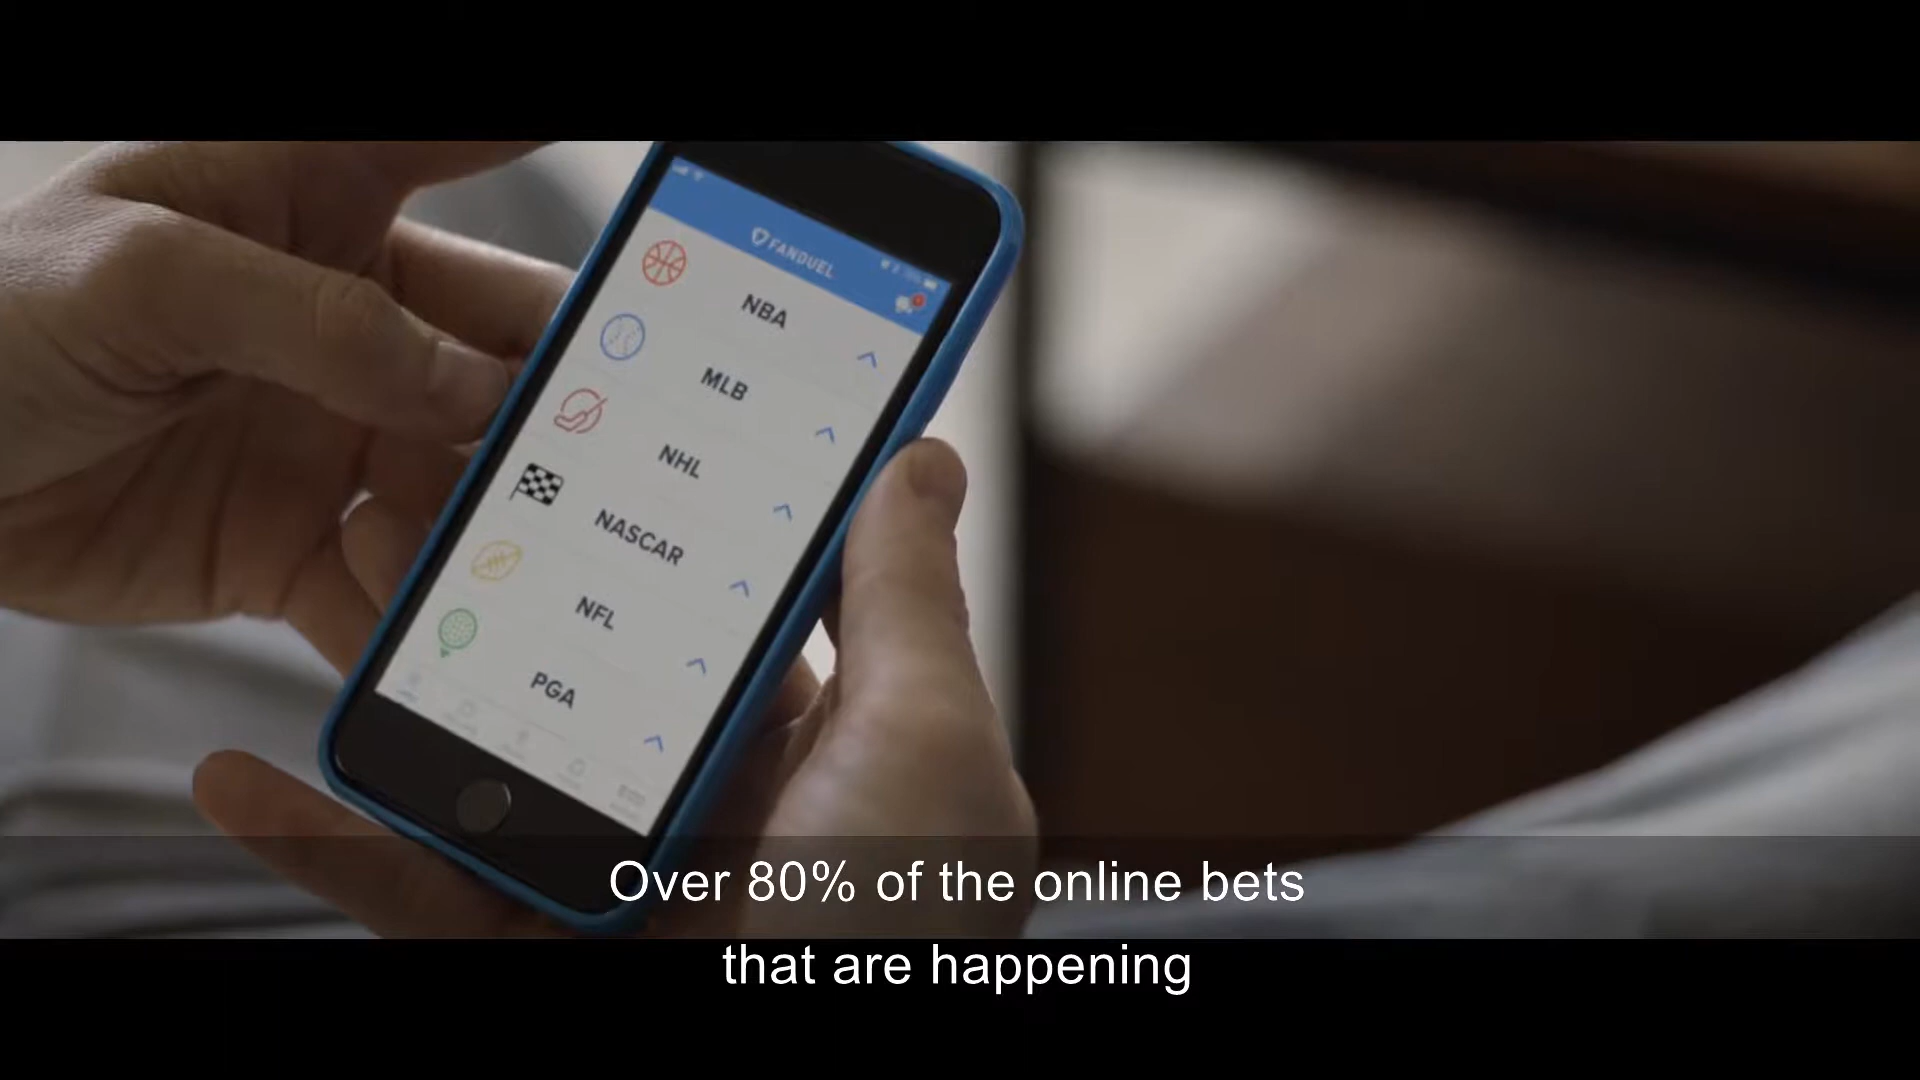 FANDUEL
NBA
MLB
NHL
NASCAR
NFL
PGA
Over 80% of the online bets
that are happening